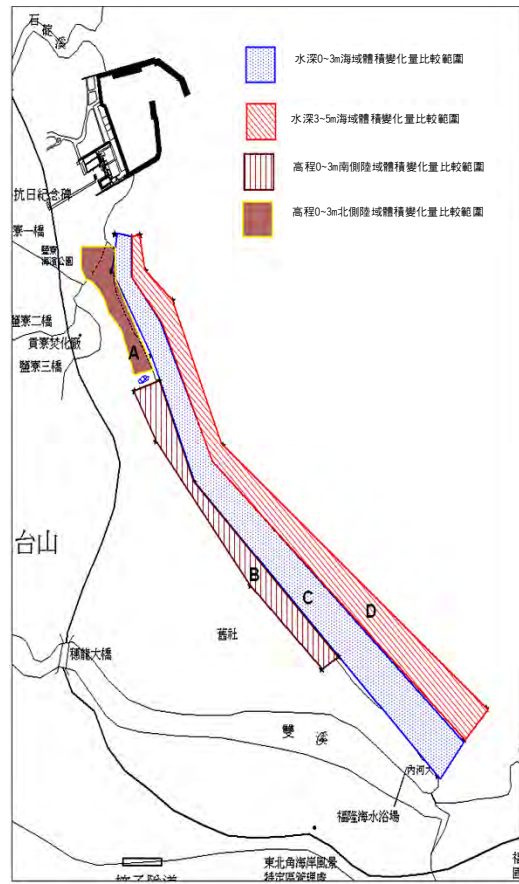 石碇溪
水深0~3m海域體積變化量比較範圍
水深3~5m海域體積變化量比較範圍
高程0~3m南側陸域體積變化量比較範圍
高程0~3m北側陸域體積變化量比較範圍
抗日紀念碑
寮一橋
鹽寮
海濱公園
鹽寮二橋
貢寮焚化廠
鹽寮三橋
A
台山
B
C
D
舊社
穗龍大橋
雙溪
內河
福隆海水浴場
東北角海岸風景
特定區管理處
福